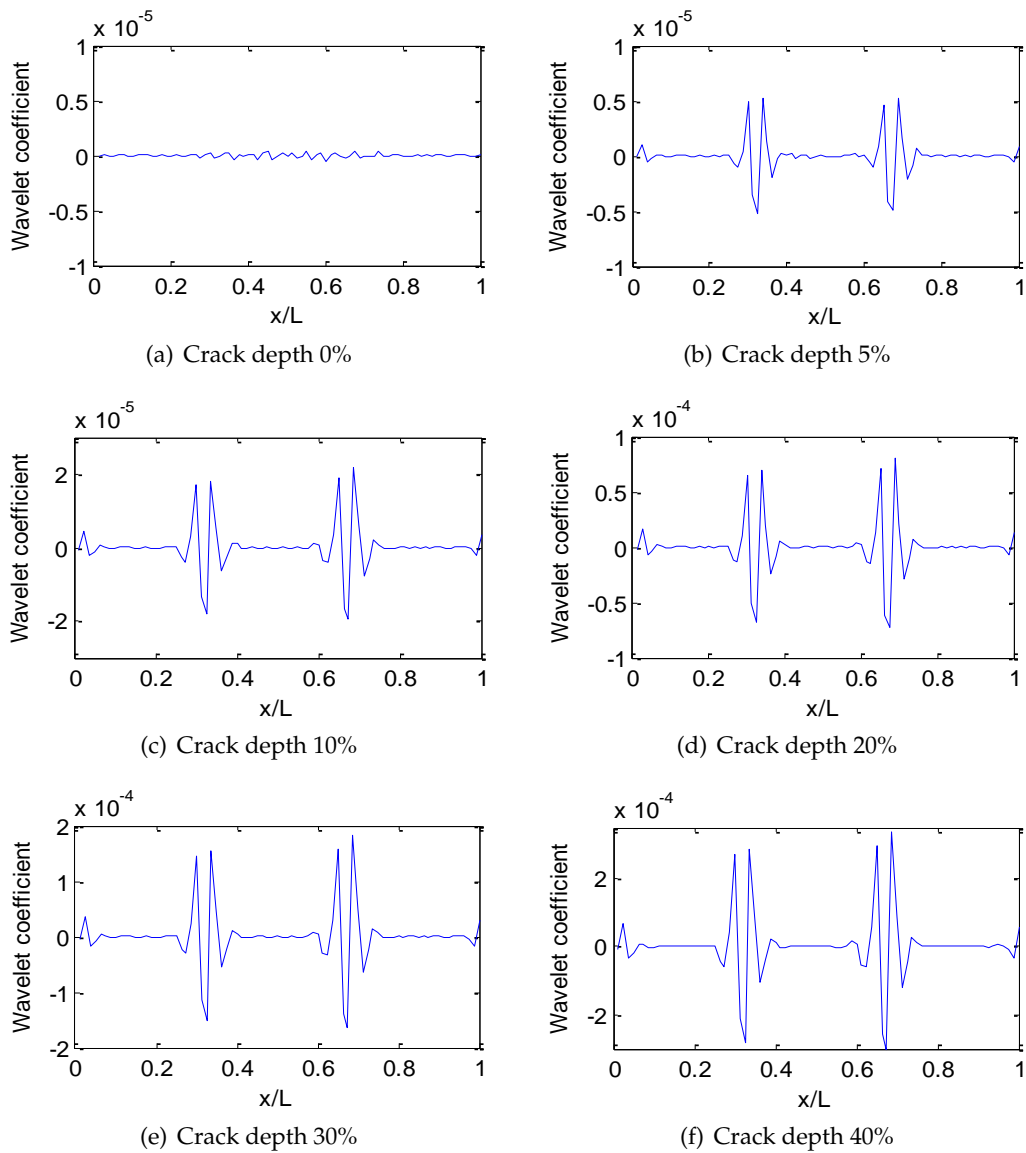 x 10^-5
1
0.5
0
-0.5
-1
Wavelet coefficient
0 0.2 0.4 0.6 0.8 1
x/L
(a) Crack depth 0%
x 10^-5
1
0.5
0
-0.5
-1
Wavelet coefficient
0 0.2 0.4 0.6 0.8 1
x/L
(b) Crack depth 5%
x 10^-5
2
0
-2
Wavelet coefficient
0 0.2 0.4 0.6 0.8 1
x/L
(c) Crack depth 10%
x 10^-4
1
0.5
0
-0.5
-1
Wavelet coefficient
0 0.2 0.4 0.6 0.8 1
x/L
(d) Crack depth 20%
x 10^-4
2
1
0
-1
-2
Wavelet coefficient
0 0.2 0.4 0.6 0.8 1
x/L
(e) Crack depth 30%
x 10^-4
2
0
-2
Wavelet coefficient
0 0.2 0.4 0.6 0.8 1
x/L
(f) Crack depth 40%